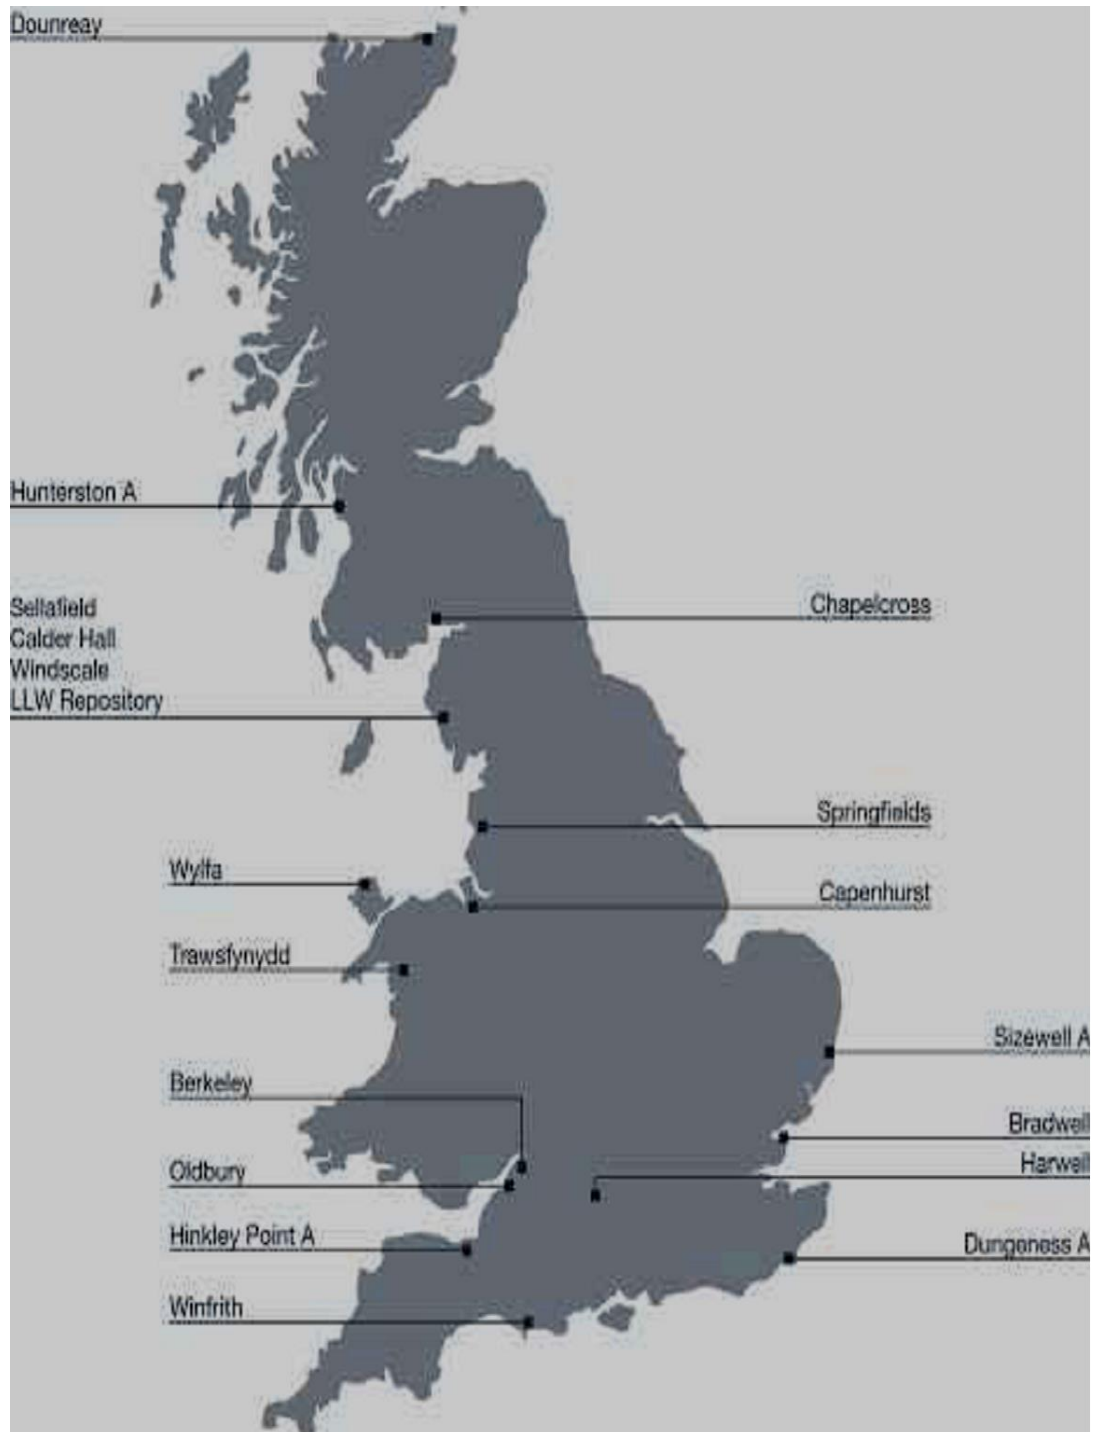 Dounreay
Hunterston A
Chapelcross
Sellafield
Calder Hall
Windscale
LLW Repository
Springfields
Wylfa
Capenhurst
Trawsfynydd
Sizewell A
Berkeley
Bradwell
Harwell
Oldbury
Hinkley Point A
Dungeness A
Winfrith